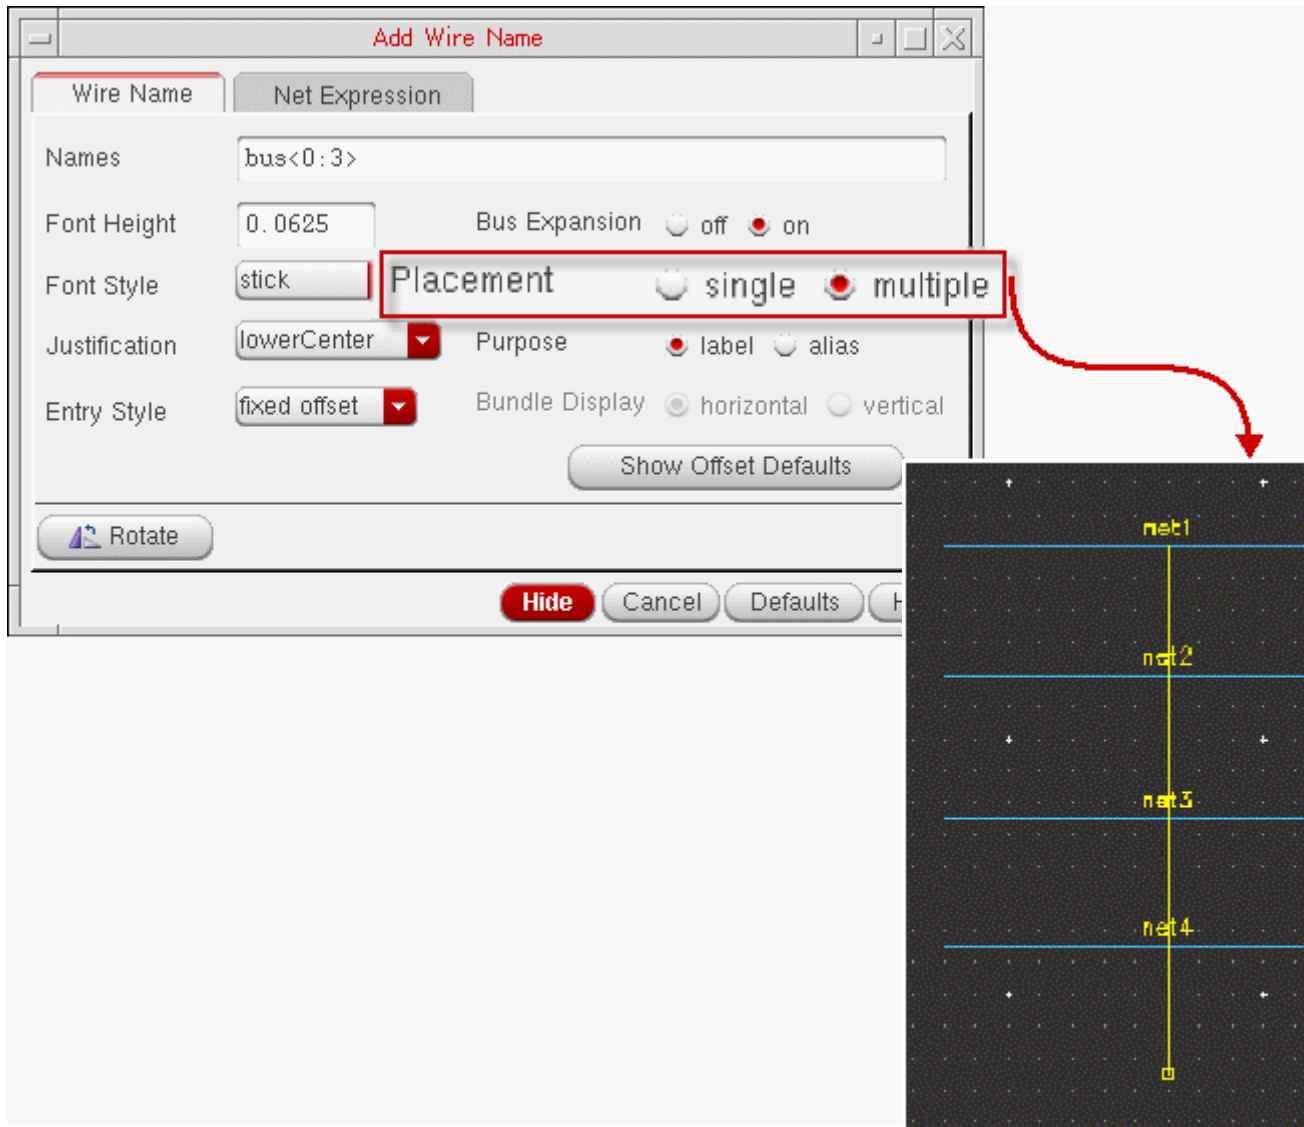 Add Wire Name
Wire Name
Net Expression
Names
bus<0:3>
Font Height
0.0625
Bus Expansion
off
on
Font Style
stick
Placement
single
multiple
Justification
lowerCenter
Purpose
label
alias
Entry Style
fixed offset
Bundle Display
horizontal
vertical
Show Offset Defaults
Rotate
Hide
Cancel
Defaults
net1
net2
net3
net4